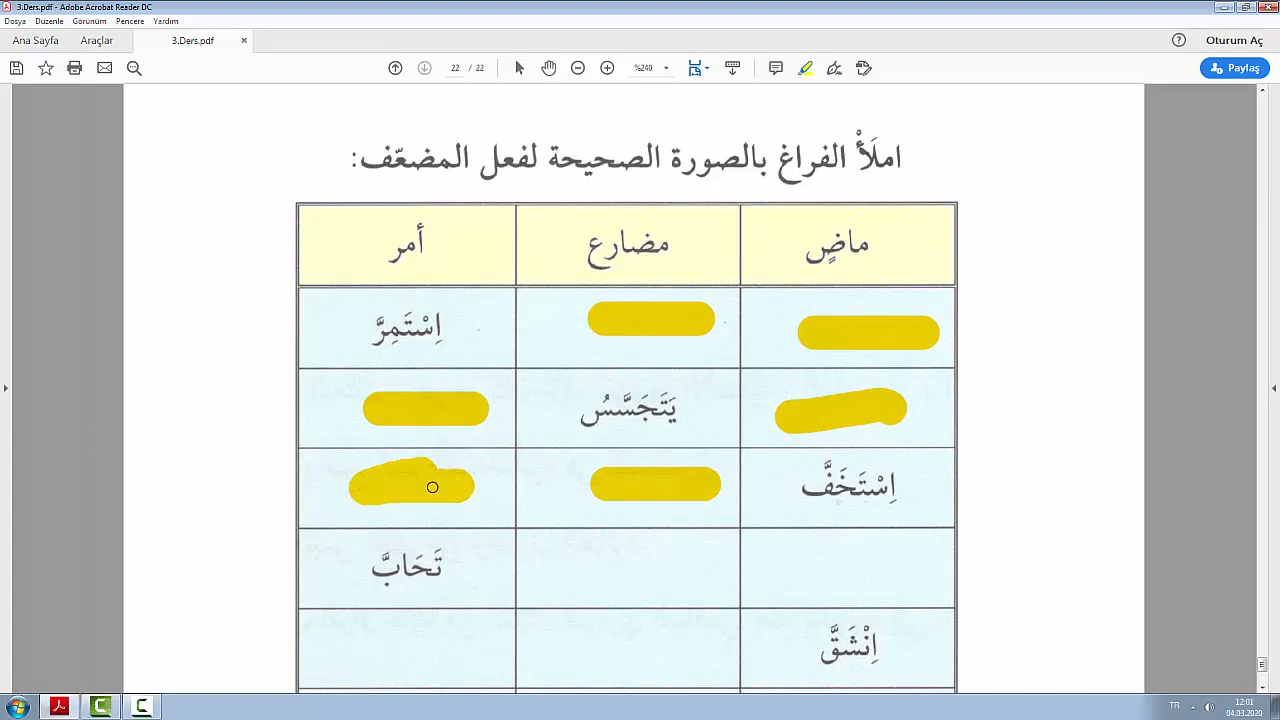 3.Ders.pdf - Adobe Acrobat Reader DC
Dosya Düzenle Görünüm Pencere Yardım
Ana Sayfa Araçlar 3.Ders.pdf × Oturum Aç
22 / 22 %240 Paylaş
املَأْ الفراغ بالصورة الصحيحة لفعل المضعّف:
ماضٍ مضارع أمر
اِسْتَمِرَّ
يَتَجَسَّسُ
اِسْتَخَفَّ
تَحَابَّ
اِنْشَقَّ
TR 12:01
04.03.2020